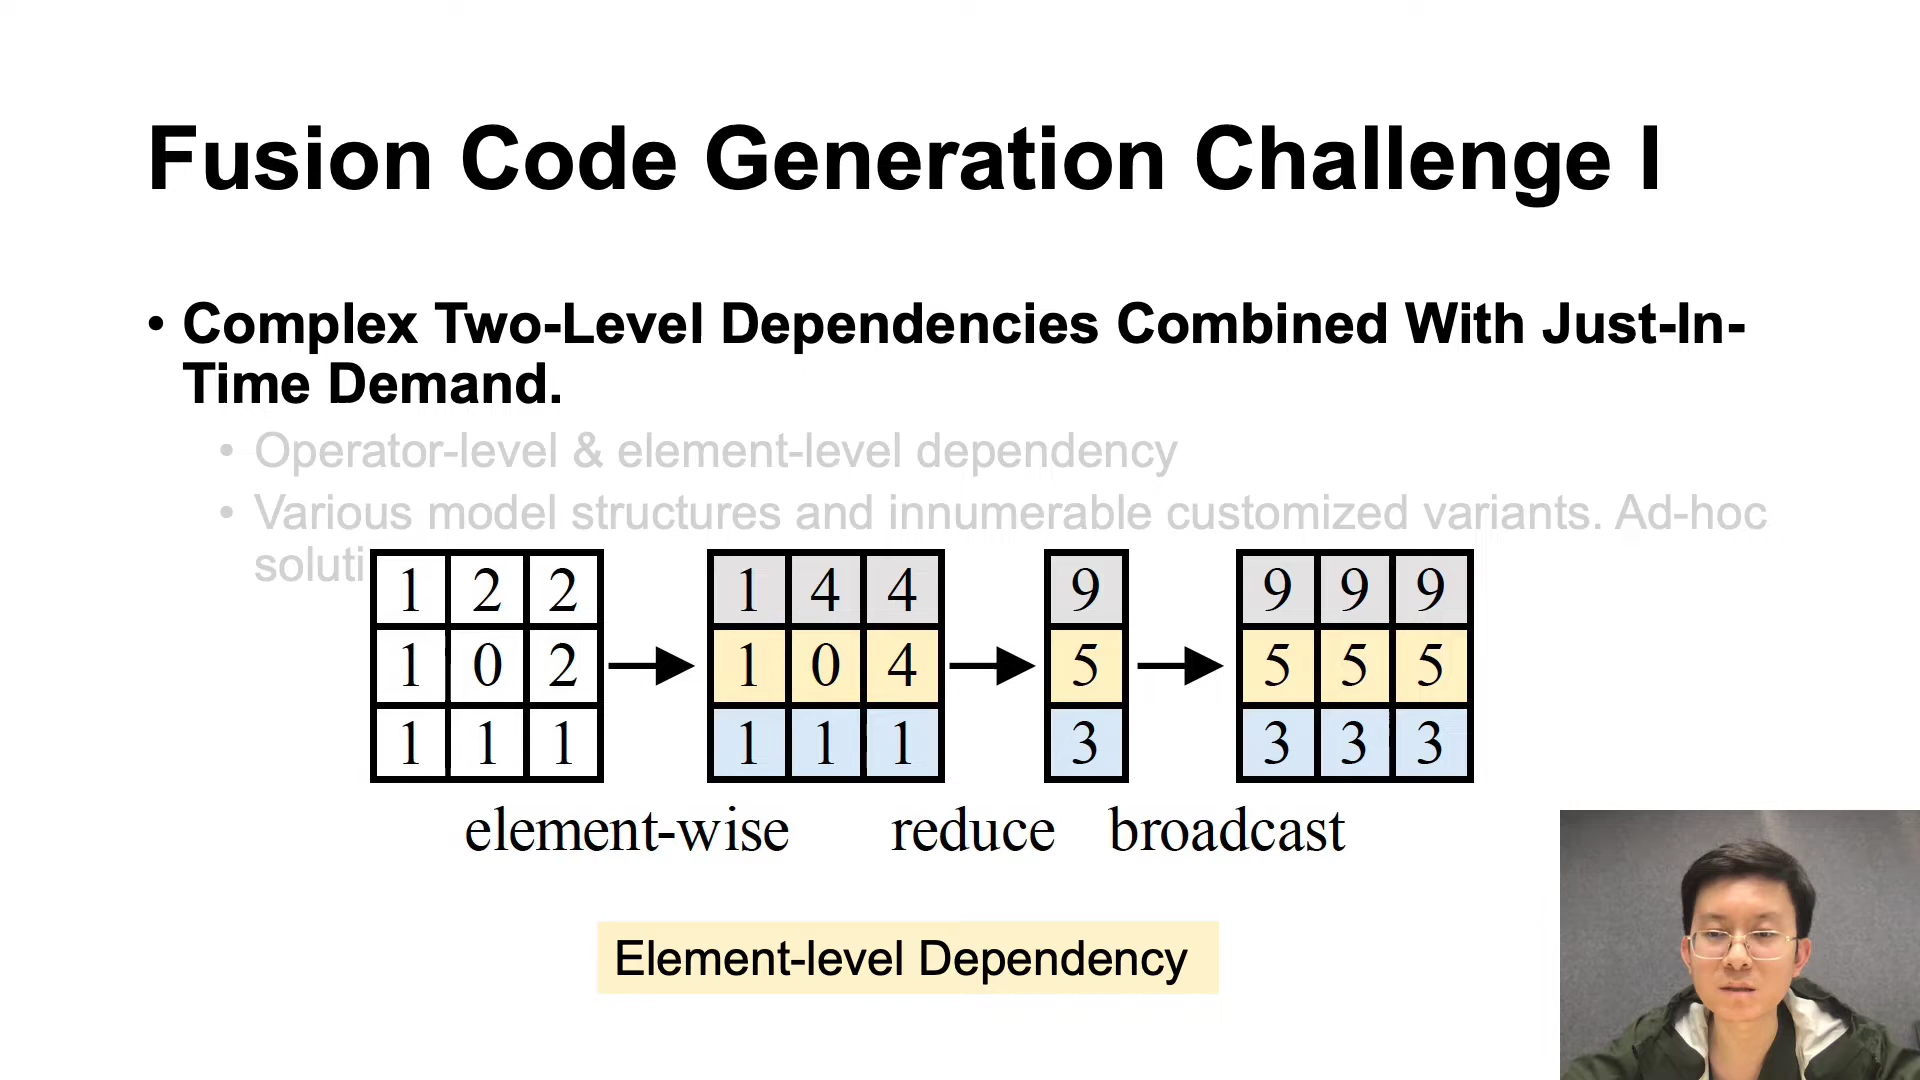 Fusion Code Generation Challenge I
• Complex Two-Level Dependencies Combined With Just-In-
Time Demand.
• Operator-level & element-level dependency
• Various model structures and innumerable customized variants. Ad-hoc
soluti
1 2 2 1 4 4 9 9 9 9
1 0 2 1 0 4 5 5 5 5
1 1 1 1 1 1 3 3 3 3
element-wise reduce broadcast
Element-level Dependency